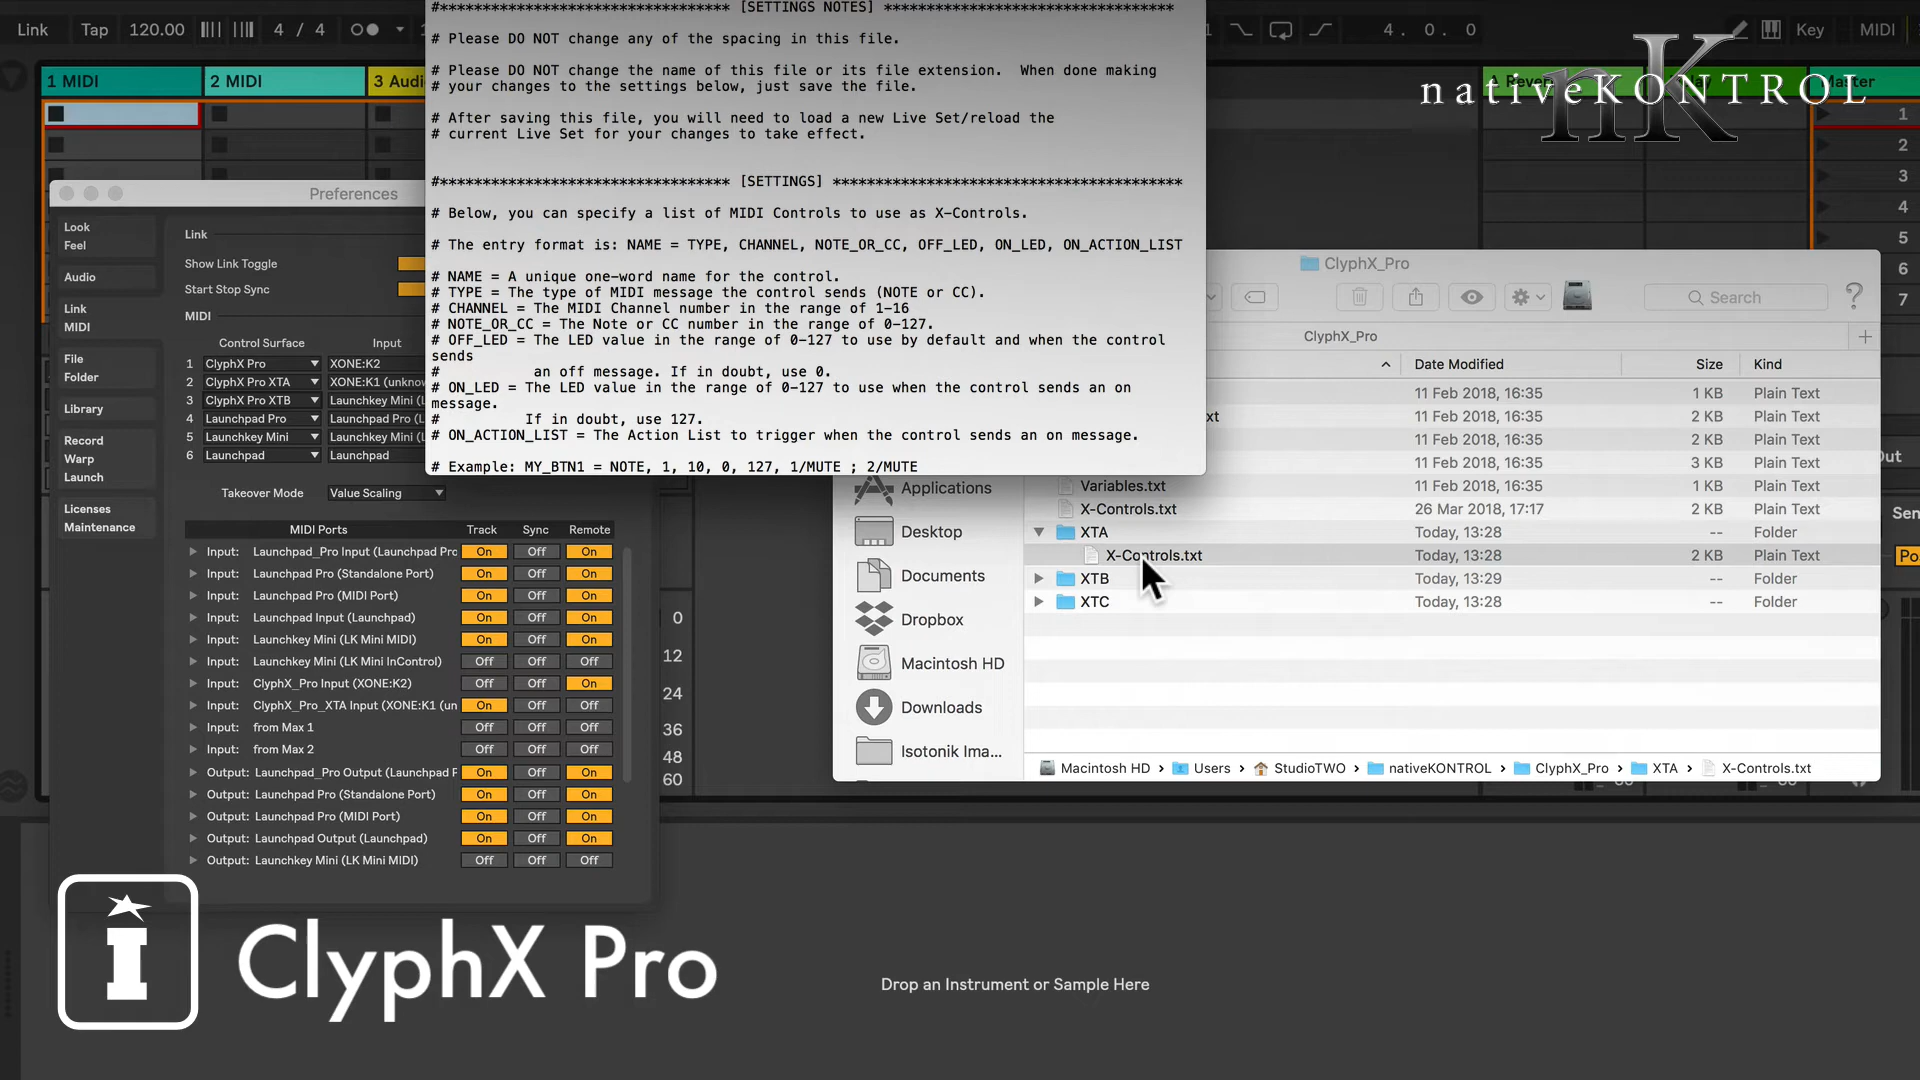 #********************************** [SETTINGS NOTES] **********************************
# Please DO NOT change any of the spacing in this file.
# Please DO NOT change the name of this file or its file extension.  When done making
# your changes to the settings below, just save the file.
# After saving this file, you will need to load a new Live Set/reload the
# current Live Set for your changes to take effect.
#********************************** [SETTINGS] *****************************************
# Below, you can specify a list of MIDI Controls to use as X-Controls.
# The entry format is: NAME = TYPE, CHANNEL, NOTE_OR_CC, OFF_LED, ON_LED, ON_ACTION_LIST
# NAME = A unique one-word name for the control.
# TYPE = The type of MIDI message the control sends (NOTE or CC).
# CHANNEL = The MIDI Channel number in the range of 1-16
# NOTE_OR_CC = The Note or CC number in the range of 0-127.
# OFF_LED = The LED value in the range of 0-127 to use by default and when the control
sends
#           an off message. If in doubt, use 0.
# ON_LED = The LED value in the range of 0-127 to use when the control sends an on
message.
#          If in doubt, use 127.
# ON_ACTION_LIST = The Action List to trigger when the control sends an on message.
# Example: MY_BTN1 = NOTE, 1, 10, 0, 127, 1/MUTE ; 2/MUTE
Link Tap 120.00 4 / 4
4. 0. 0 Key MIDI
1 MIDI 2 MIDI 3 Audi
Master
nativeKONTROL
nK
1
2
3
4
5
6
7
Preferences
Look
Feel
Audio
Link
MIDI
File
Folder
Library
Record
Warp
Launch
Licenses
Maintenance
Link
Show Link Toggle
Start Stop Sync
MIDI
Control Surface Input
1 ClyphX Pro XONE:K2
2 ClyphX Pro XTA XONE:K1 (unknow
3 ClyphX Pro XTB Launchkey Mini (L
4 Launchpad Pro Launchpad Pro (L
5 Launchkey Mini Launchkey Mini (L
6 Launchpad Launchpad
Takeover Mode Value Scaling
MIDI Ports Track Sync Remote
Input: Launchpad_Pro Input (Launchpad Pro On Off On
Input: Launchpad Pro (Standalone Port) On Off On
Input: Launchpad Pro (MIDI Port) On Off On
Input: Launchpad Input (Launchpad) On Off On
Input: Launchkey Mini (LK Mini MIDI) On Off On
Input: Launchkey Mini (LK Mini InControl) Off Off Off
Input: ClyphX_Pro Input (XONE:K2) Off Off On
Input: ClyphX_Pro_XTA Input (XONE:K1 (un On Off Off
Input: from Max 1 Off Off Off
Input: from Max 2 Off Off Off
Output: Launchpad_Pro Output (Launchpad P On Off On
Output: Launchpad Pro (Standalone Port) On Off On
Output: Launchpad Pro (MIDI Port) On Off On
Output: Launchpad Output (Launchpad) On Off On
Output: Launchkey Mini (LK Mini MIDI) Off Off Off
0
12
24
36
48
60
ClyphX_Pro
Search
?
ClyphX_Pro
Date Modified Size Kind
11 Feb 2018, 16:35 1 KB Plain Text
xt 11 Feb 2018, 16:35 2 KB Plain Text
11 Feb 2018, 16:35 2 KB Plain Text
11 Feb 2018, 16:35 3 KB Plain Text
Variables.txt 11 Feb 2018, 16:35 1 KB Plain Text
X-Controls.txt 26 Mar 2018, 17:17 2 KB Plain Text
XTA Today, 13:28 -- Folder
X-Controls.txt Today, 13:28 2 KB Plain Text
XTB Today, 13:29 -- Folder
XTC Today, 13:28 -- Folder
Applications
Desktop
Documents
Dropbox
Macintosh HD
Downloads
Isotonik Ima...
Macintosh HD › Users › StudioTWO › nativeKONTROL › ClyphX_Pro › XTA › X-Controls.txt
Out
Sen
Po
ClyphX Pro
Drop an Instrument or Sample Here